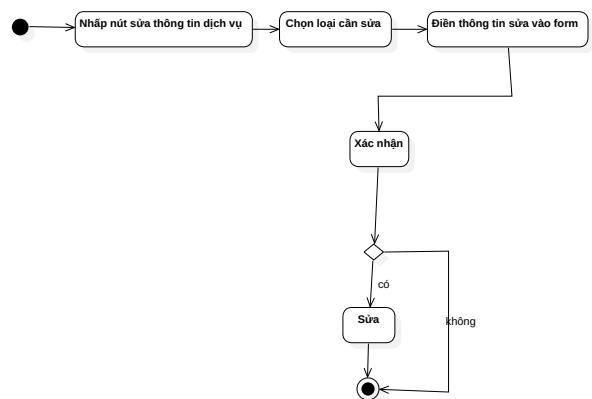 Nhấp nút sửa thông tin dịch vụ
Chọn loại cần sửa
Điền thông tin sửa vào form
Xác nhận
có
Sửa
không